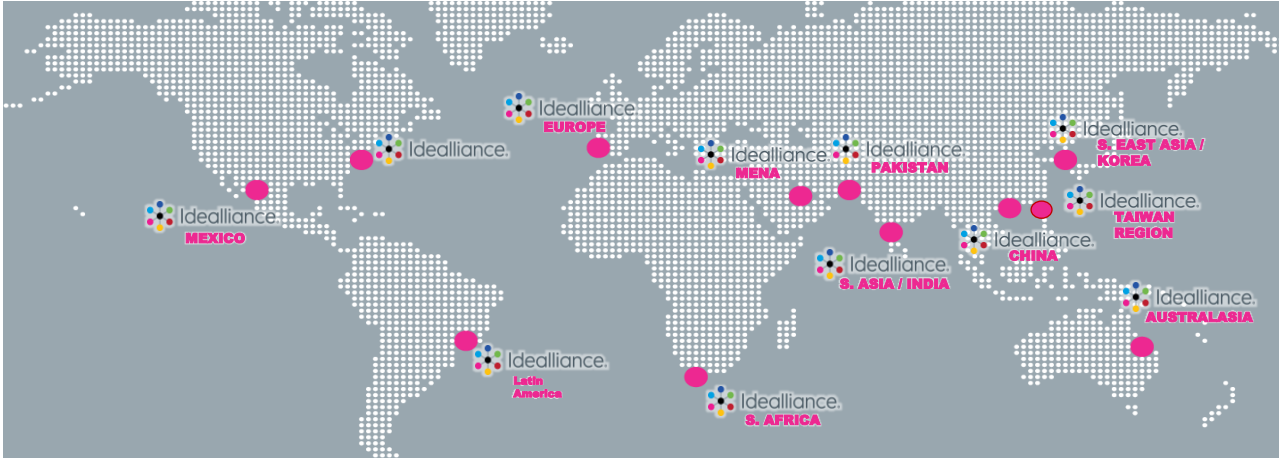 Idealliance.
EUROPE
Idealliance.
S. EAST ASIA /
KOREA
Idealliance.
Idealliance.
MENA
Idealliance.
PAKISTAN
Idealliance.
MEXICO
Idealliance.
TAIWAN
REGION
Idealliance.
CHINA
Idealliance.
S. ASIA / INDIA
Idealliance.
AUSTRALASIA
Idealliance.
Latin
America
Idealliance.
S. AFRICA